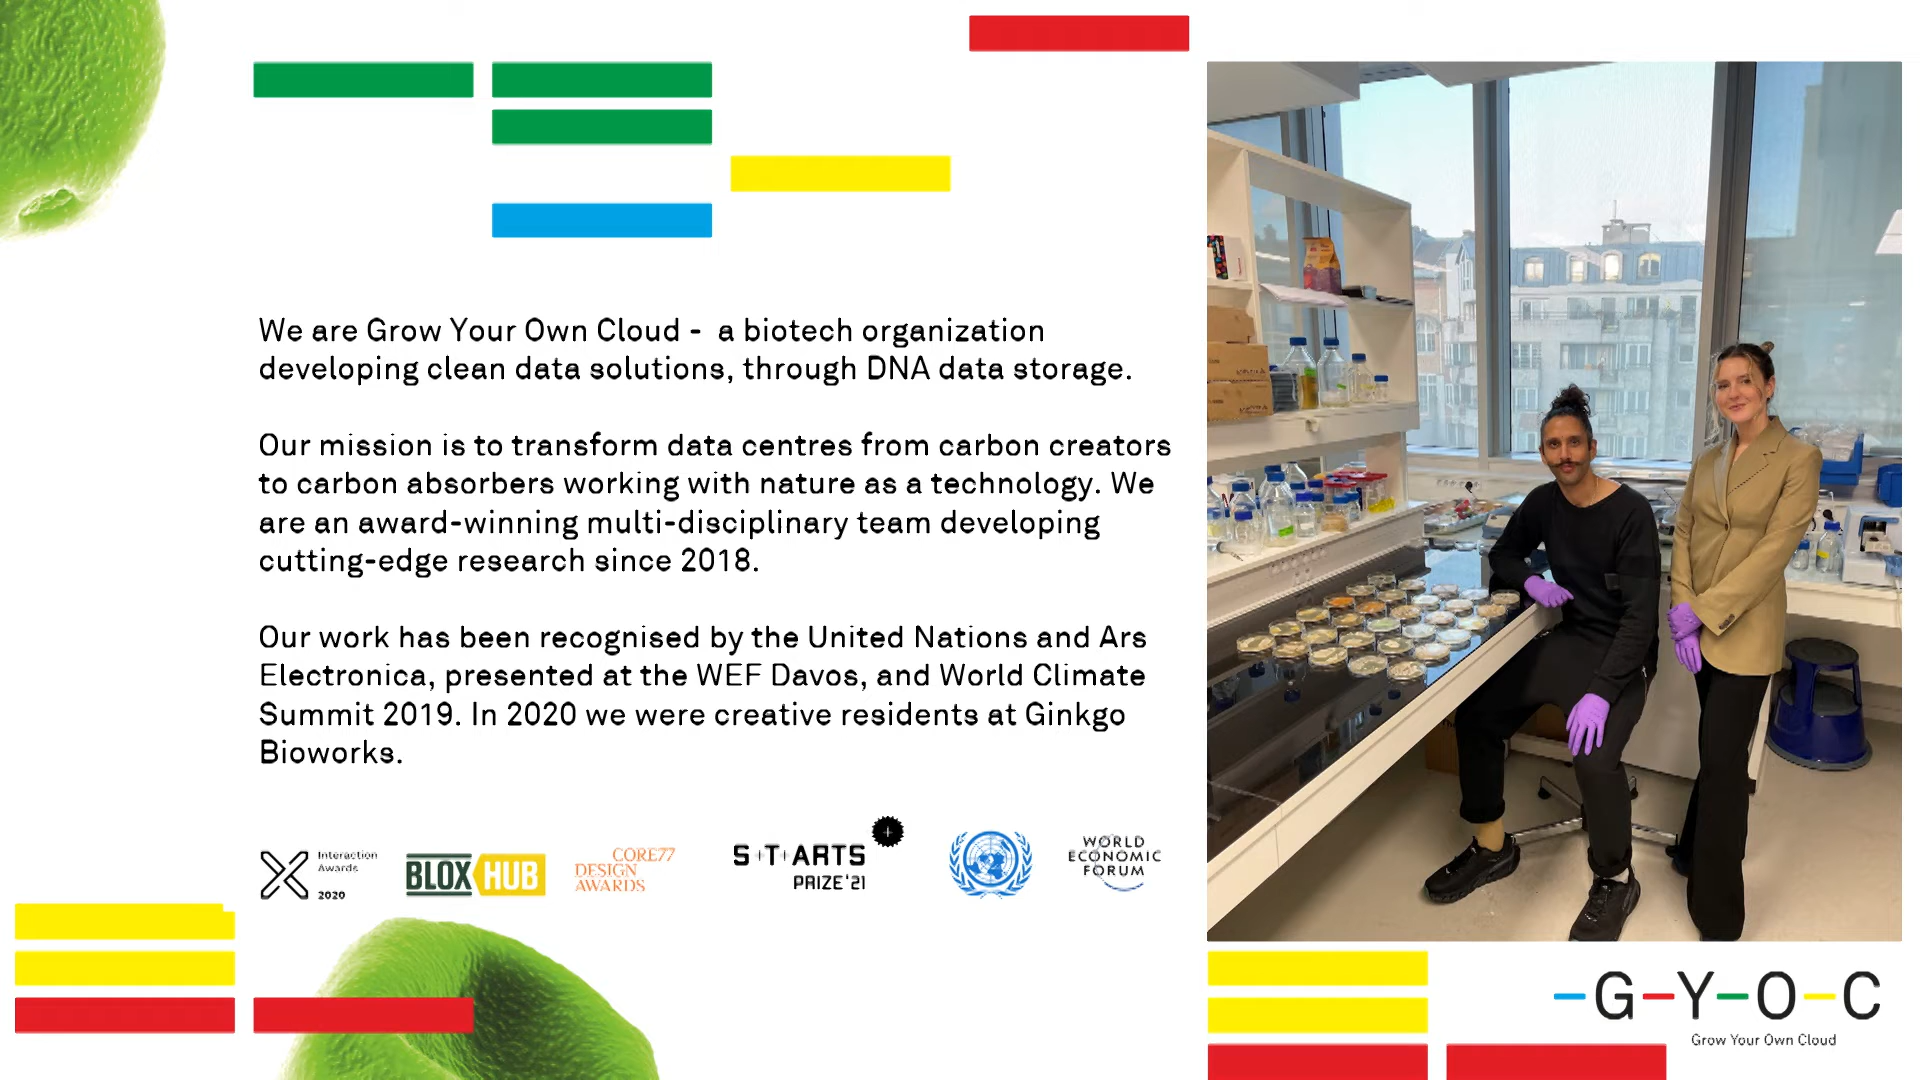 We are Grow Your Own Cloud - a biotech organization
developing clean data solutions, through DNA data storage.
Our mission is to transform data centres from carbon creators
to carbon absorbers working with nature as a technology. We
are an award-winning multi-disciplinary team developing
cutting-edge research since 2018.
Our work has been recognised by the United Nations and Ars
Electronica, presented at the WEF Davos, and World Climate
Summit 2019. In 2020 we were creative residents at Ginkgo
Bioworks.
Interaction
Awards
2020
BLOX HUB
CORE77
DESIGN
AWARDS
S+T+ARTS
PRIZE'21
WORLD
ECONOMIC
FORUM
G-Y-O-C
Grow Your Own Cloud